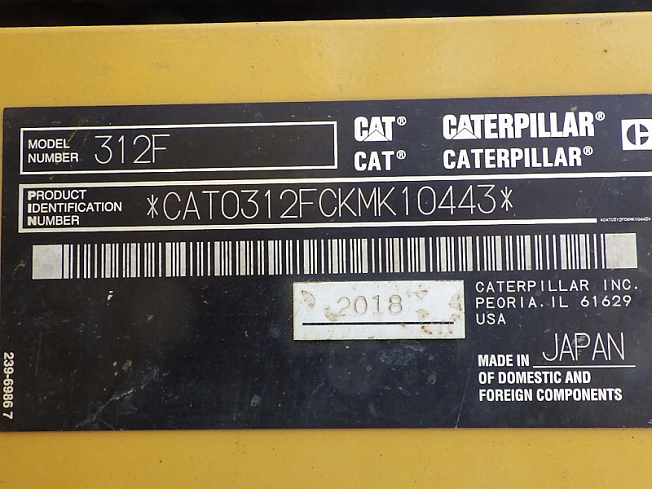 MODEL
NUMBER 312F
CAT® CATERPILLAR®
CAT® CATERPILLAR®
PRODUCT
IDENTIFICATION
NUMBER *CAT0312FCKMK10443*
*CAT0312FCKMK10443*
2018
CATERPILLAR INC.
PEORIA. IL 61629
USA
MADE IN JAPAN
OF DOMESTIC AND
FOREIGN COMPONENTS
239-6986 7